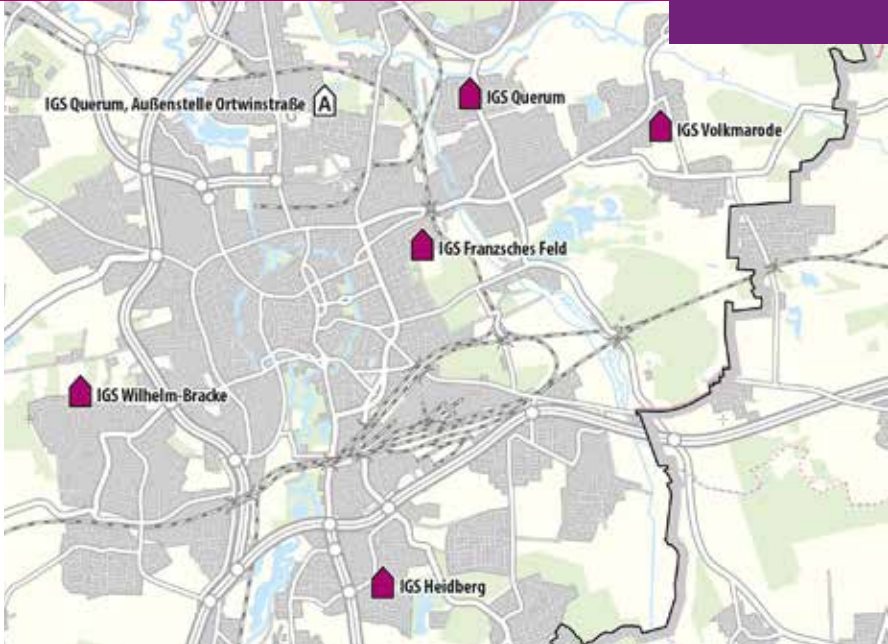 IGS Querum, Außenstelle Ortwinstraße A
IGS Querum
IGS Volkmarode
IGS Franzsches Feld
IGS Wilhelm-Bracke
IGS Heidberg